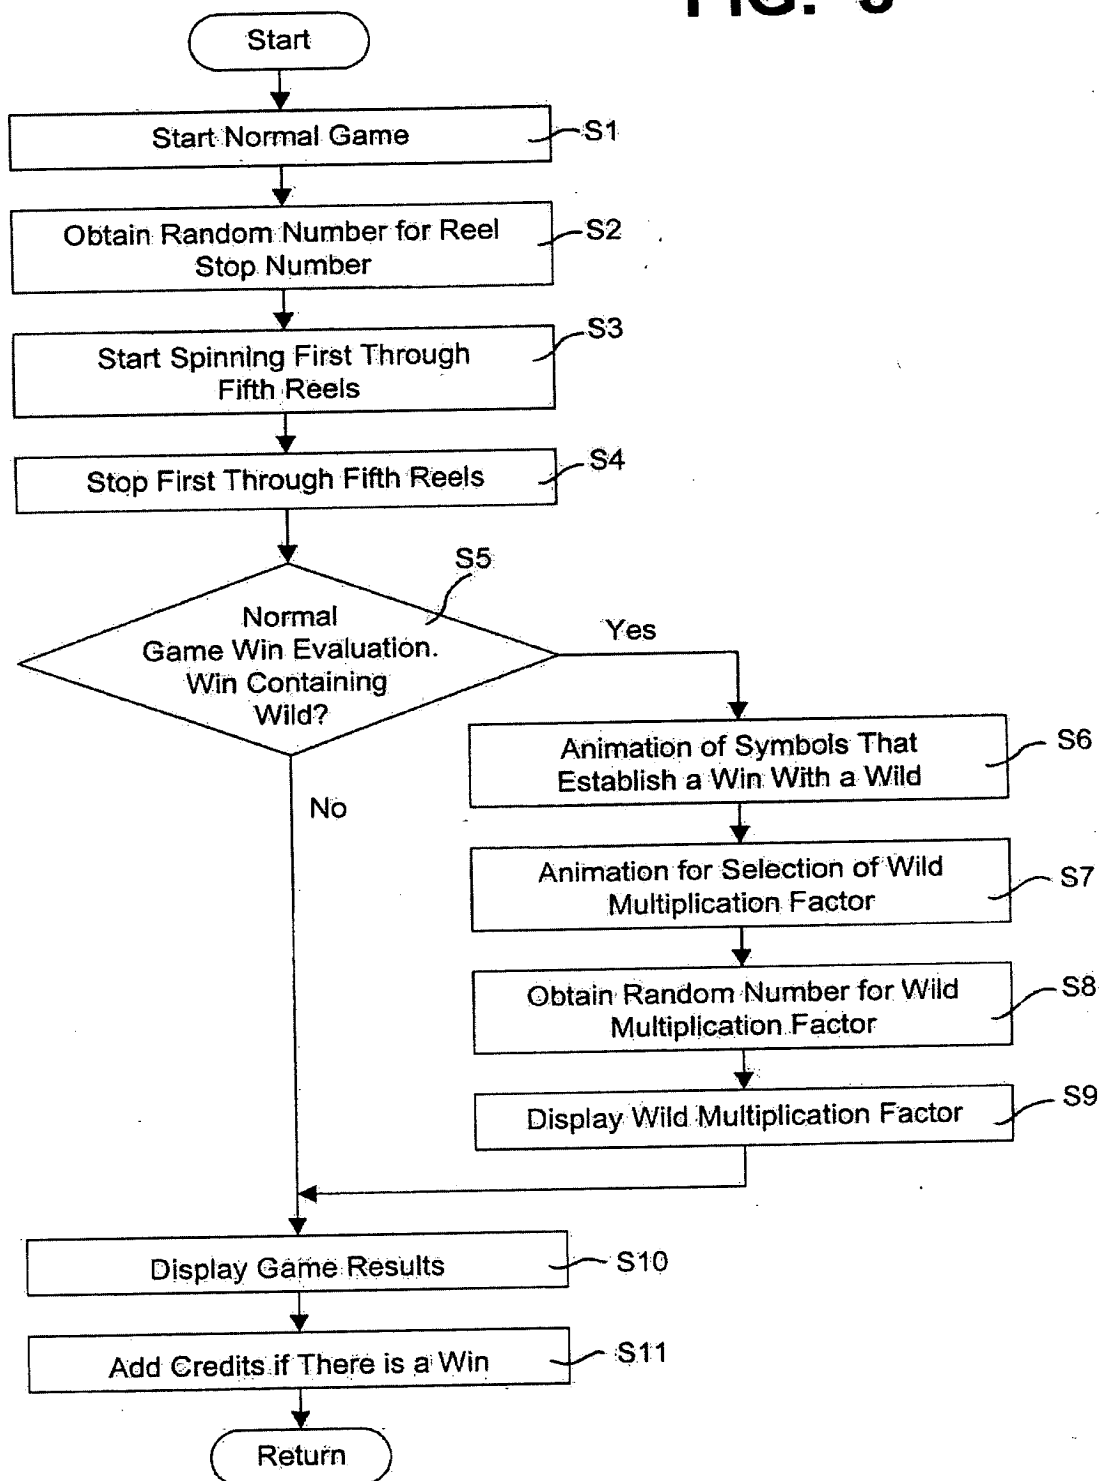 Start
Start Normal Game
S1
Obtain Random Number for Reel
Stop Number
S2
Start Spinning First Through
Fifth Reels
S3
Stop First Through Fifth Reels
S4
S5
Normal
Game Win Evaluation.
Win Containing
Wild?
Yes
No
Animation of Symbols That
Establish a Win With a Wild
S6
Animation for Selection of Wild
Multiplication Factor
S7
Obtain Random Number for Wild
Multiplication Factor
S8
Display Wild Multiplication Factor
S9
Display Game Results
S10
Add Credits if There is a Win
S11
Return